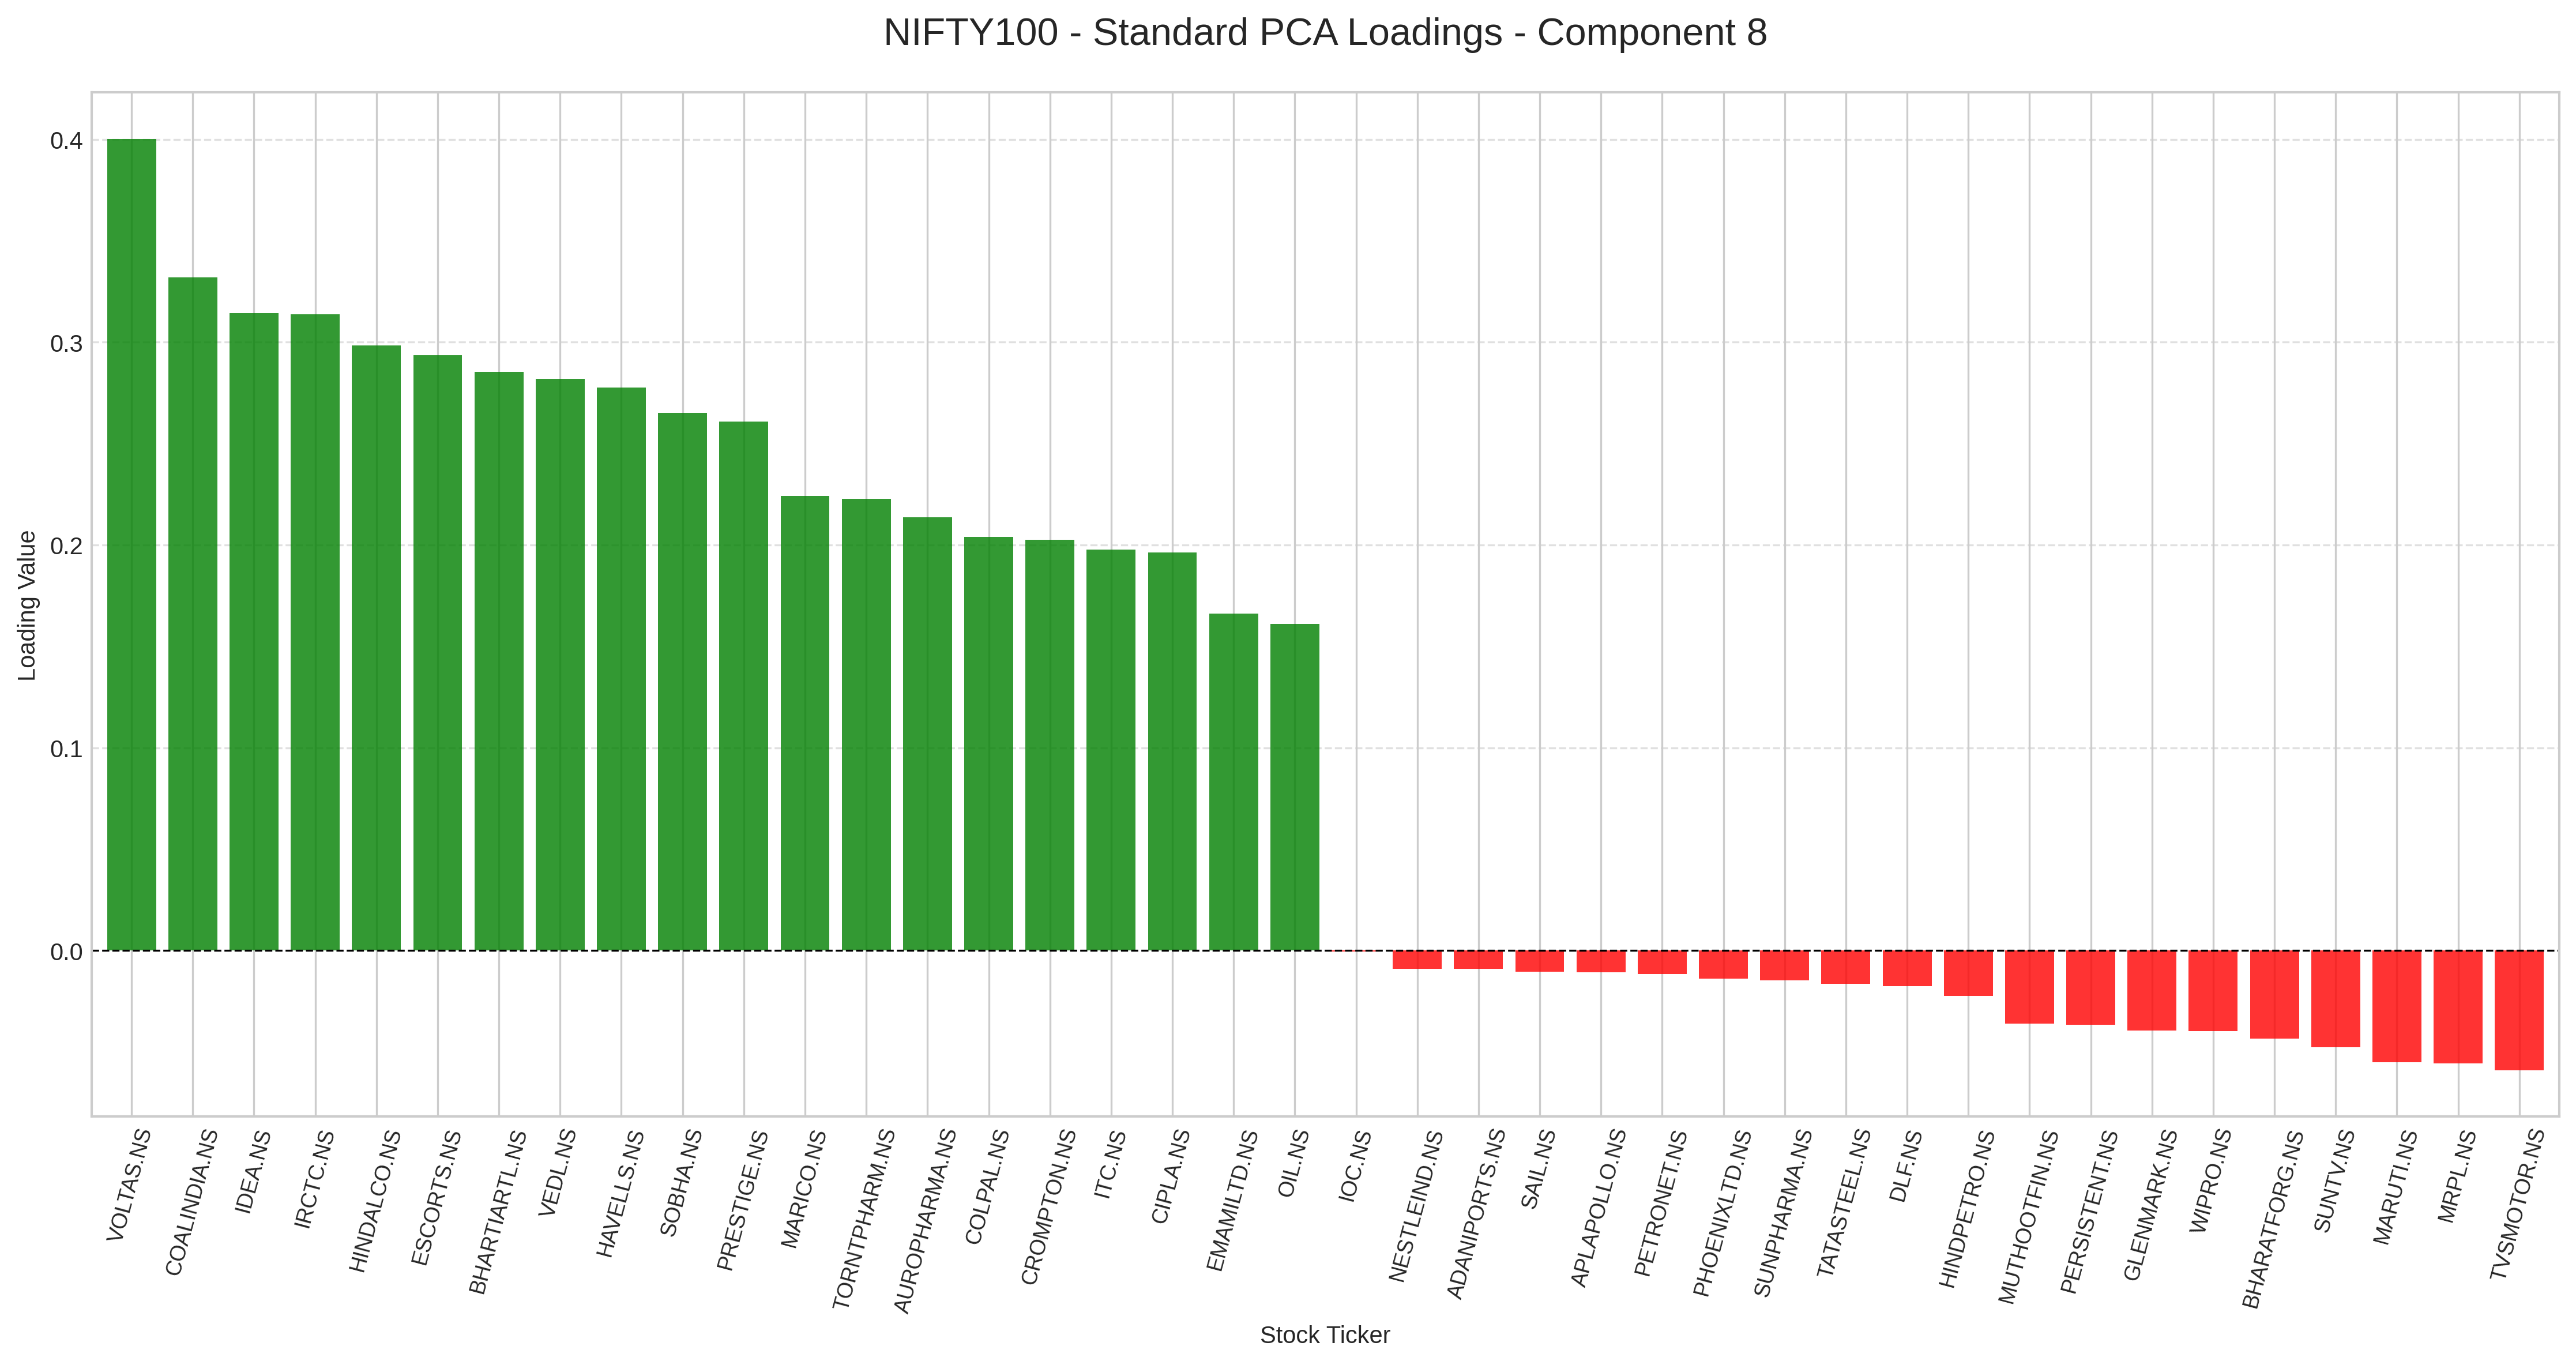 NIFTY100 - Standard PCA Loadings - Component 8
Loading Value
0.4
0.3
0.2
0.1
0.0
VOLTAS.NS
COALINDIA.NS
IDEA.NS
IRCTC.NS
HINDALCO.NS
ESCORTS.NS
BHARTIARTL.NS
VEDL.NS
HAVELLS.NS
SOBHA.NS
PRESTIGE.NS
MARICO.NS
TORNTPHARM.NS
AUROPHARMA.NS
COLPAL.NS
CROMPTON.NS
ITC.NS
CIPLA.NS
EMAMILTD.NS
OIL.NS
IOC.NS
NESTLEIND.NS
ADANIPORTS.NS
SAIL.NS
APLAPOLLO.NS
PETRONET.NS
PHOENIXLTD.NS
SUNPHARMA.NS
TATASTEEL.NS
DLF.NS
HINDPETRO.NS
MUTHOOTFIN.NS
PERSISTENT.NS
GLENMARK.NS
WIPRO.NS
BHARATFORG.NS
SUNTV.NS
MARUTI.NS
MRPL.NS
TVSMOTOR.NS
Stock Ticker